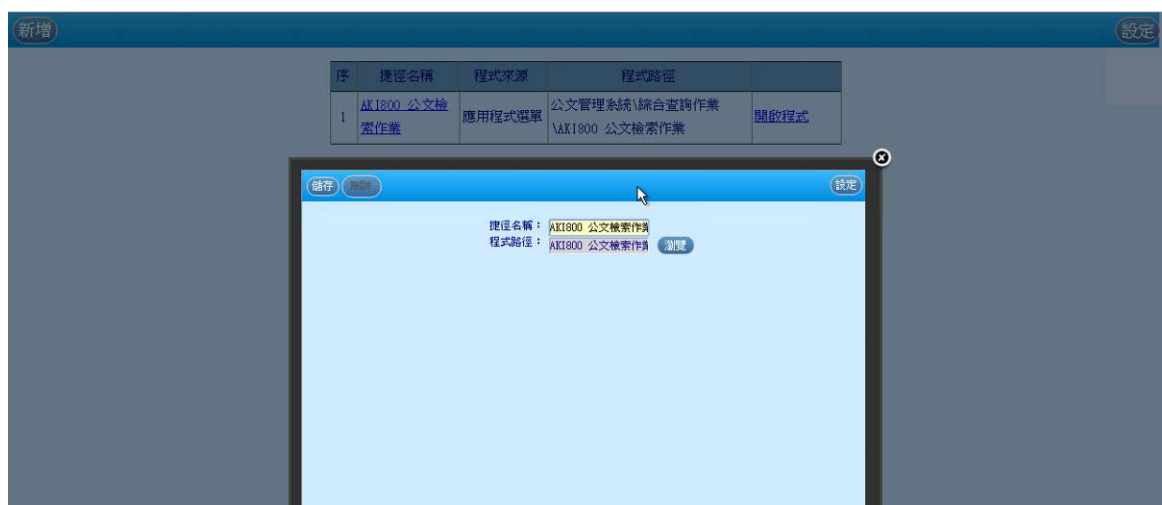 新增 設定
序 捷徑名稱 程式來源 程式路徑
1 AKI800 公文檢索作業 應用程式選單 公文管理系統\綜合查詢作業\AKI800 公文檢索作業 開啟程式
儲存 刪除 設定
捷徑名稱： AKI800 公文檢索作業
程式路徑： AKI800 公文檢索作業 瀏覽